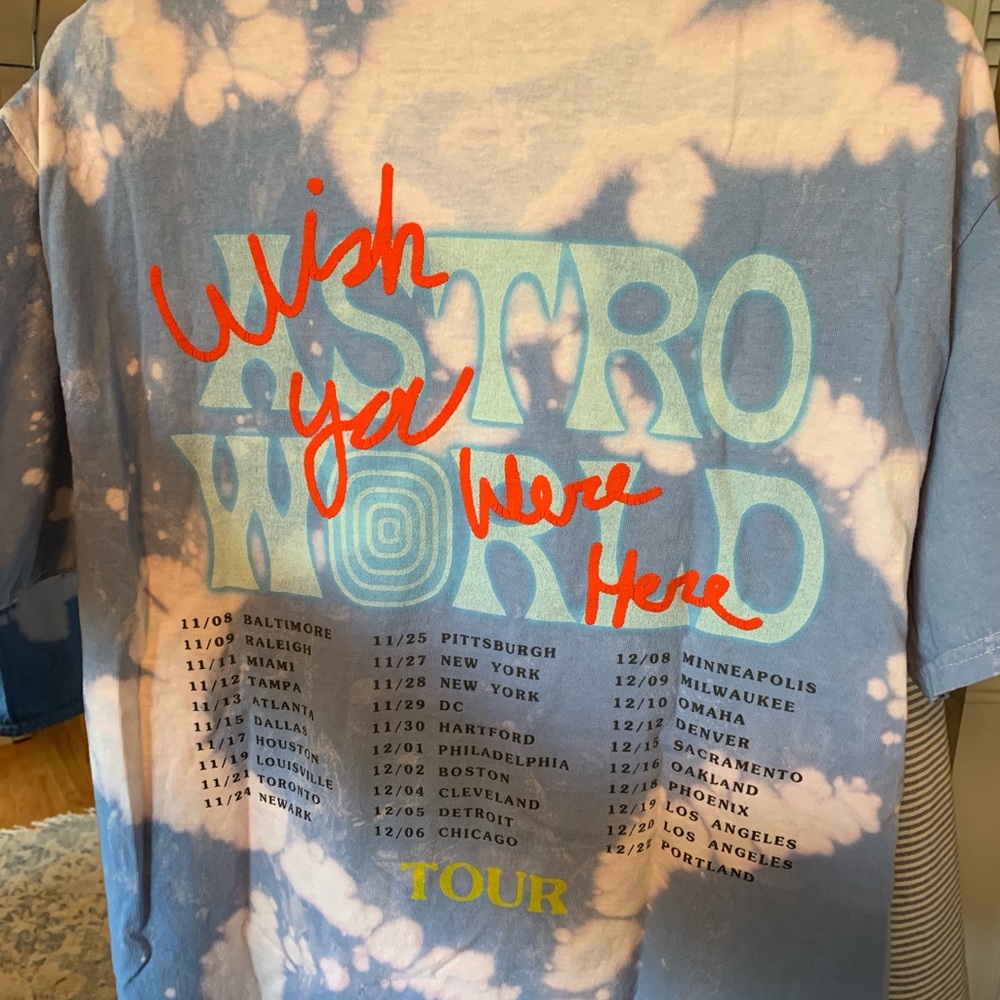 Wish
You
Were
Here
ASTRO
WORLD
11/08 BALTIMORE
11/09 RALEIGH
11/11 MIAMI
11/12 TAMPA
11/13 ATLANTA
11/15 DALLAS
11/17 HOUSTON
11/19 LOUISVILLE
11/21 TORONTO
11/24 NEWARK
11/25 PITTSBURGH
11/27 NEW YORK
11/28 NEW YORK
11/29 DC
11/30 HARTFORD
12/01 PHILADELPHIA
12/02 BOSTON
12/04 CLEVELAND
12/05 DETROIT
12/06 CHICAGO
12/08 MINNEAPOLIS
12/09 MILWAUKEE
12/10 OMAHA
12/12 DENVER
12/15 SACRAMENTO
12/16 OAKLAND
12/18 PHOENIX
12/19 LOS ANGELES
12/20 LOS ANGELES
12/22 PORTLAND
TOUR